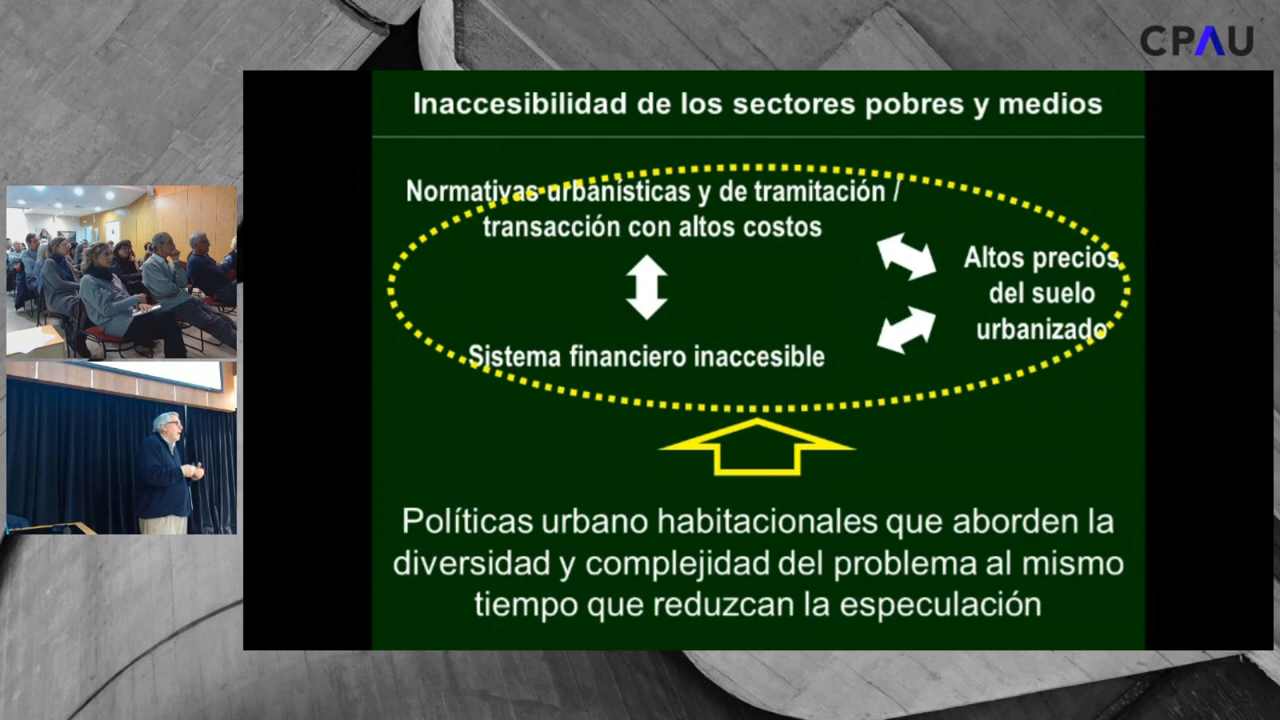 CPAU
Inaccesibilidad de los sectores pobres y medios
Normativas urbanísticas y de tramitación /
transacción con altos costos
Altos precios
del suelo
urbanizado
Sistema financiero inaccesible
Políticas urbano habitacionales que aborden la
diversidad y complejidad del problema al mismo
tiempo que reduzcan la especulación